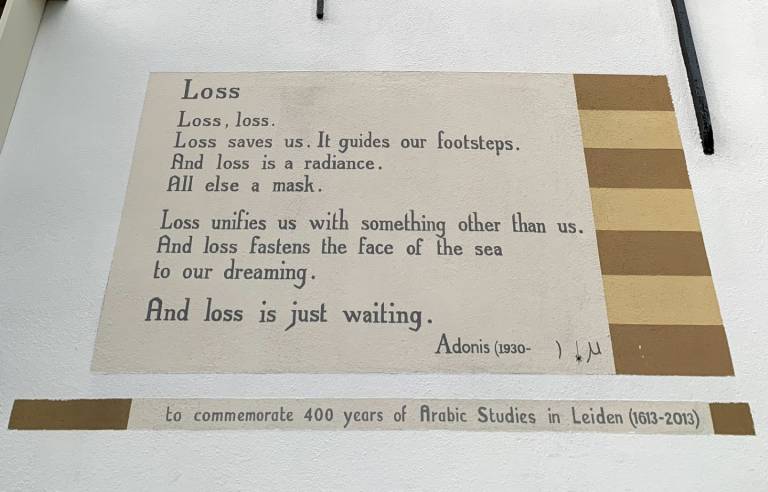 Loss
Loss, loss.
Loss saves us. It guides our footsteps.
And loss is a radiance.
All else a mask.
Loss unifies us with something other than us.
And loss fastens the face of the sea
to our dreaming.
And loss is just waiting.
Adonis (1930- )
to commemorate 400 years of Arabic Studies in Leiden (1613-2013)